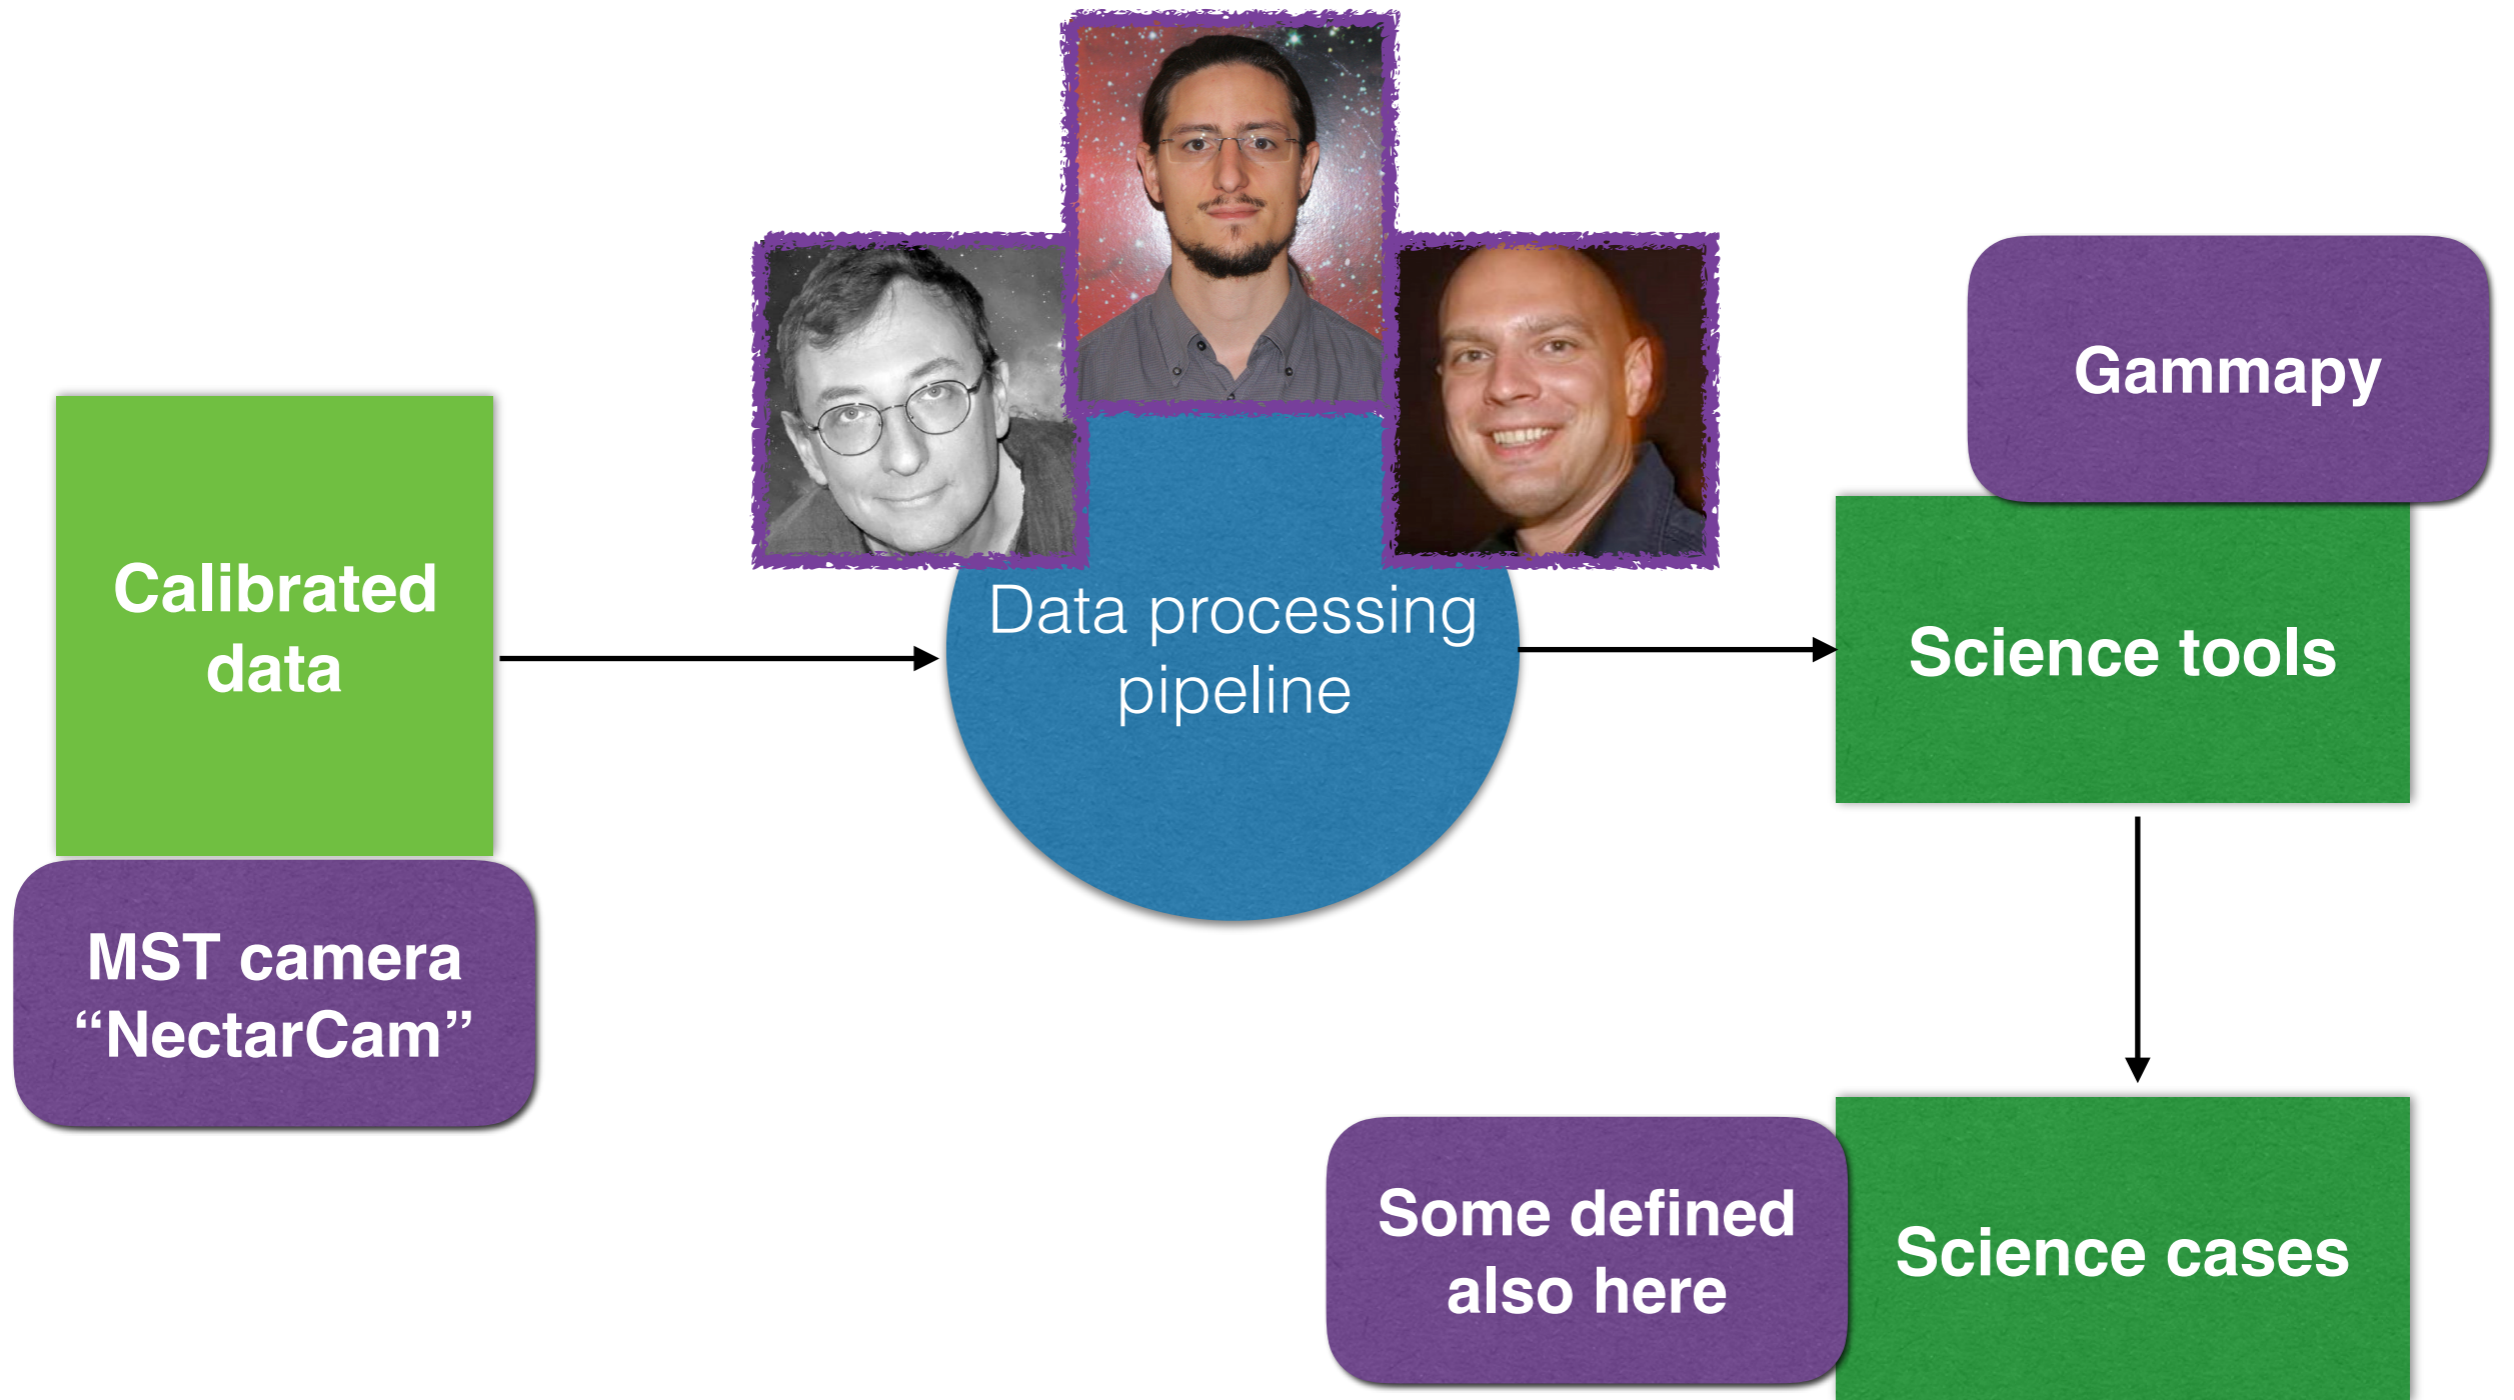 Gammapy
Calibrated
data
Data processing
pipeline
Science tools
MST camera
“NectarCam”
Some defined
also here
Science cases